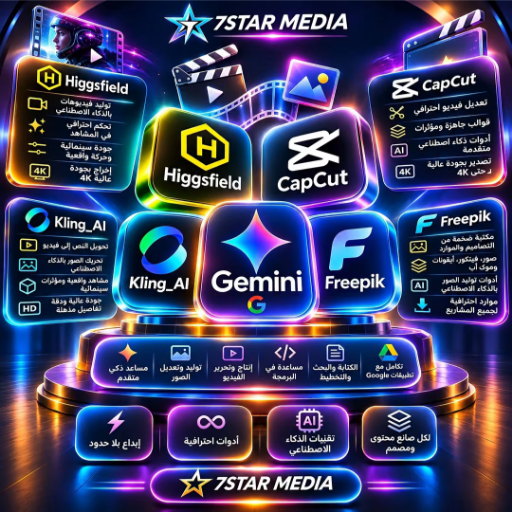 7STAR MEDIA
Higgsfield
توليد فيديوهات
بالذكاء الاصطناعي
تحكم احترافي
في المشاهد
جودة سينمائية
وحركة واقعية
4K
إخراج بجودة
عالية 4K
CapCut
تعديل فيديو احترافي
قوالب جاهزة ومؤثرات
AI
أدوات ذكاء اصطناعي
متقدمة
4K
تصدير بجودة عالية
حتى 4K
Higgsfield
CapCut
Kling_AI
تحويل النص إلى فيديو
تحريك الصور بالذكاء
الاصطناعي
مشاهد واقعية ومؤثرات
سينمائية
HD
جودة عالية ودقة
تفاصيل مذهلة
Kling_AI
Gemini
G
Freepik
Freepik
مكتبة ضخمة من
التصاميم والموارد
صور، فيكتور، أيقونات
وموك أب
AI
أدوات توليد الصور
بالذكاء الاصطناعي
موارد احترافية
لجميع المشاريع
تكامل مع
تطبيقات Google
الكتابة والبحث
والتخطيط
مساعدة في
البرمجة
إنتاج وتحرير
الفيديو
توليد وتعديل
الصور
مساعد ذكي
متقدم
لكل صانع محتوى
ومصمم
AI
تقنيات الذكاء
الاصطناعي
أدوات احترافية
إبداع بلا حدود
7STAR MEDIA